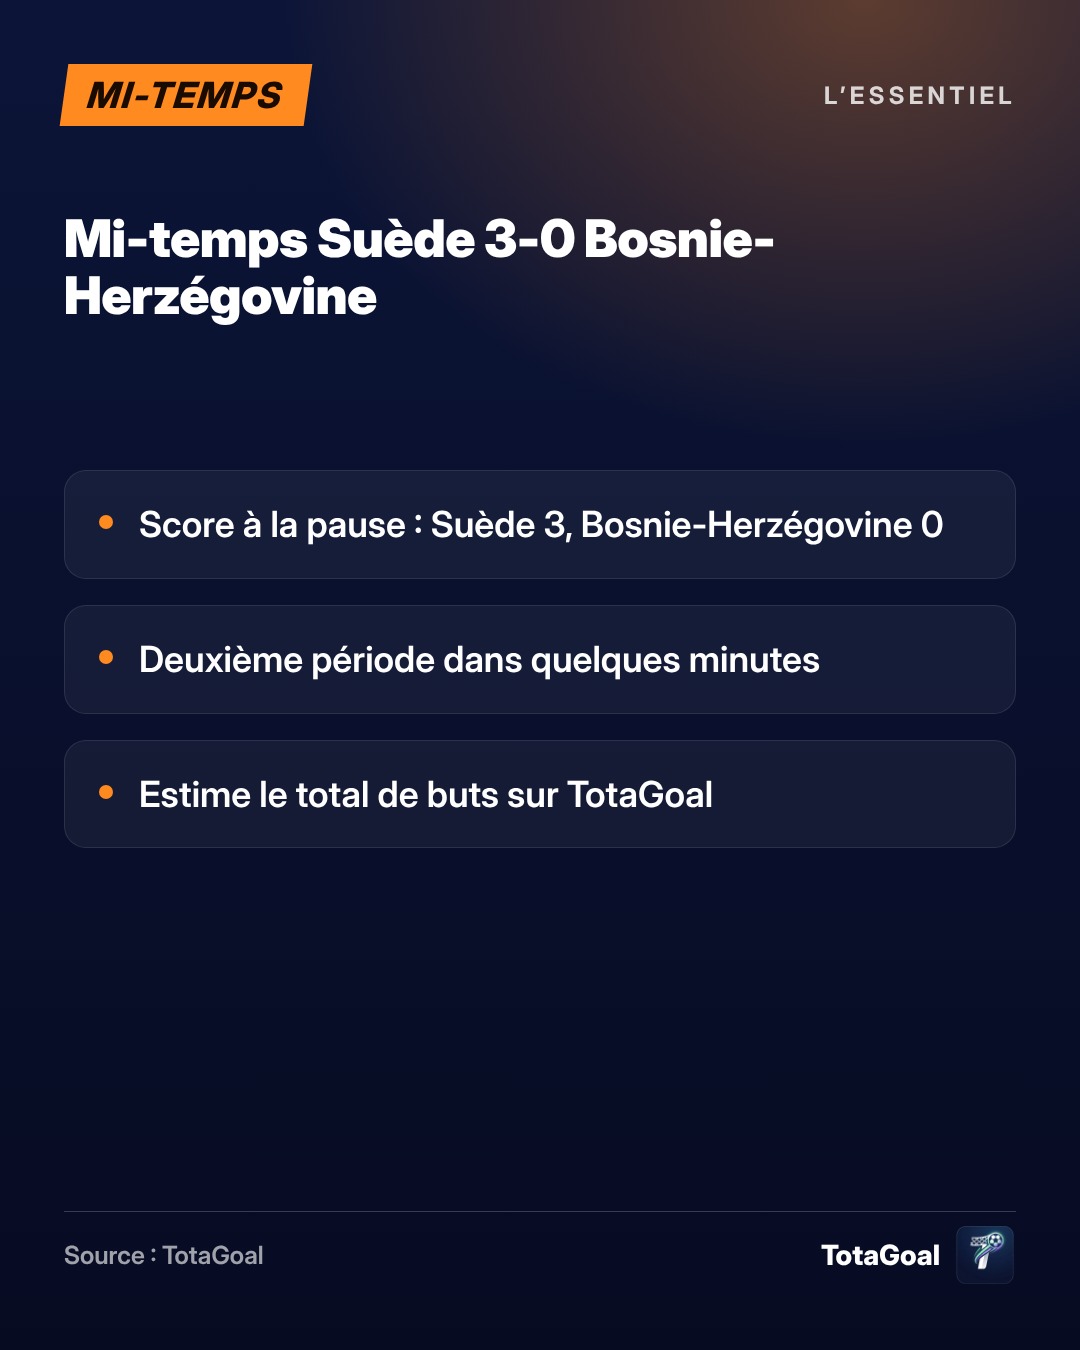 MI-TEMPS
L'ESSENTIEL
Mi-temps Suède 3-0 Bosnie-
Herzégovine
Score à la pause : Suède 3, Bosnie-Herzégovine 0
Deuxième période dans quelques minutes
Estime le total de buts sur TotaGoal
Source : TotaGoal
TotaGoal